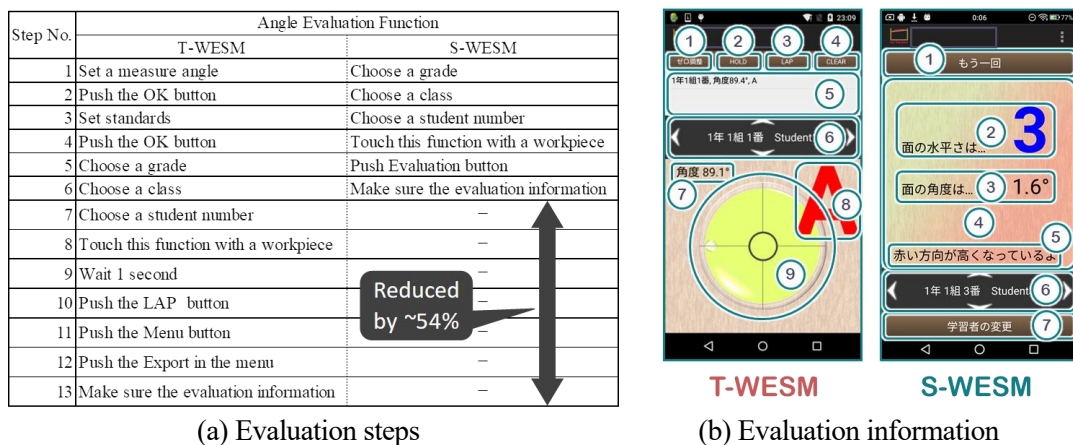 Step No. Angle Evaluation Function
T-WESM S-WESM
1 Set a measure angle Choose a grade
2 Push the OK button Choose a class
3 Set standards Choose a student number
4 Push the OK button Touch this function with a workpiece
5 Choose a grade Push Evaluation button
6 Choose a class Make sure the evaluation information
7 Choose a student number –
8 Touch this function with a workpiece –
9 Wait 1 second –
10 Push the LAP button –
11 Push the Menu button –
12 Push the Export in the menu –
13 Make sure the evaluation information –
Reduced
by ~54%
(a) Evaluation steps
23:09
1 2 3 4
ゼロ調整 HOLD LAP CLEAR
1年1組1番, 角度89.4°, A
5
1年 1組 1番 Student
6
角度 89.1°
A
7
8
9
T-WESM
0:06
77%
1
もう一回
2
3
面の水平さは...
面の角度は... 3 1.6°
4
5
赤い方向が高くなっているよ
1年 1組 3番 Student
6
学習者の変更
7
S-WESM
(b) Evaluation information